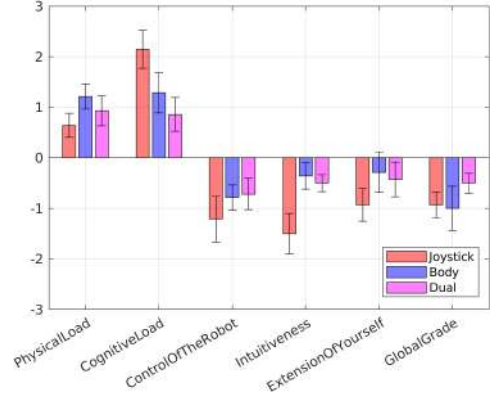 3
2
1
0
-1
-2
-3
Joystick
Body
Dual
PhysicalLoad
CognitiveLoad
ControlOfTheRobot
Intuitiveness
ExtensionOfYourself
GlobalGrade